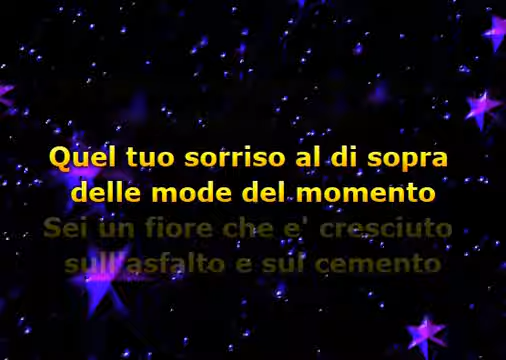 Quel tuo sorriso al di sopra
delle mode del momento
Sei un fiore che e' cresciuto
sull'asfalto e sul cemento